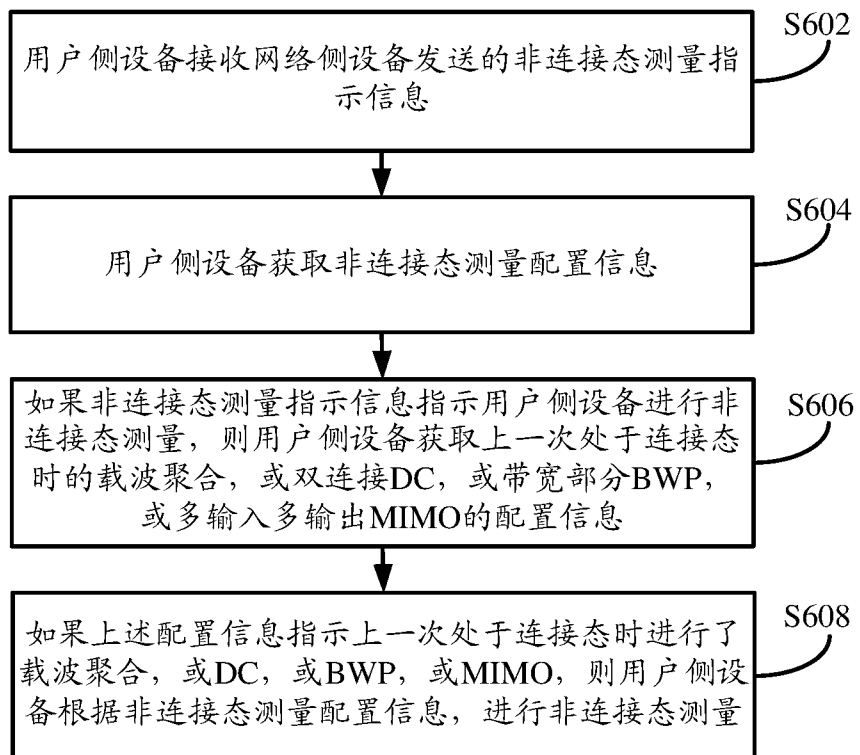 S602
用户侧设备接收网络侧设备发送的非连接态测量指
示信息
S604
用户侧设备获取非连接态测量配置信息
S606
如果非连接态测量指示信息指示用户侧设备进行非
连接态测量，则用户侧设备获取上一次处于连接态
时的载波聚合，或双连接DC，或带宽部分BWP，
或多输入多输出MIMO的配置信息
S608
如果上述配置信息指示上一次处于连接态时进行了
载波聚合，或DC，或BWP，或MIMO，则用户侧设
备根据非连接态测量配置信息，进行非连接态测量